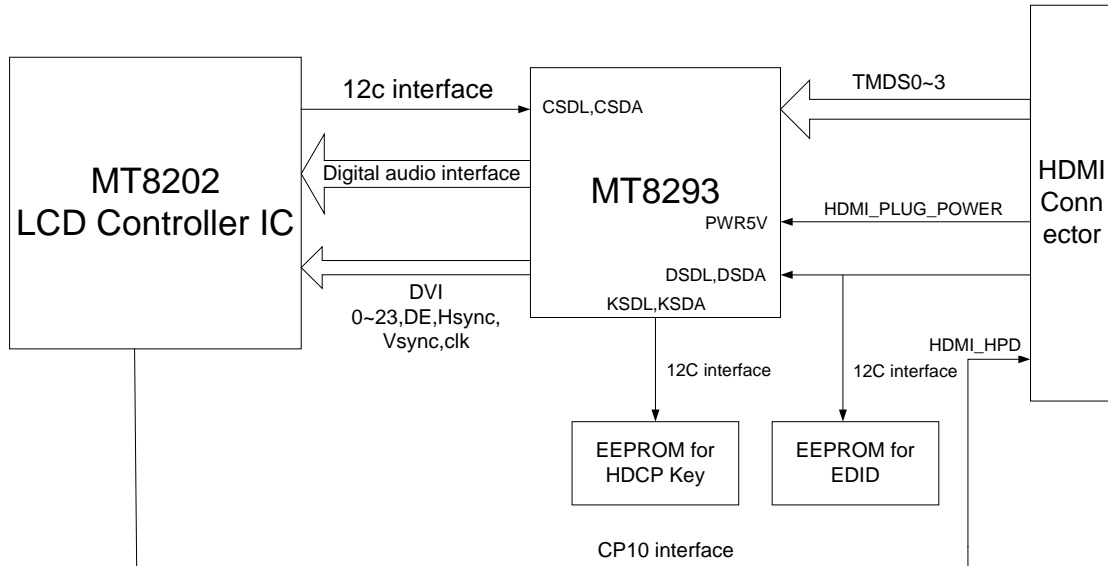 12c interface
TMDS0~3
CSDL,CSDA
MT8202
LCD Controller IC
Digital audio interface
MT8293
HDMI
Conn
ector
HDMI_PLUG_POWER
PWR5V
DSDL,DSDA
DVI
0~23,DE,Hsync,
Vsync,clk
KSDL,KSDA
HDMI_HPD
12C interface
12C interface
EEPROM for
HDCP Key
EEPROM for
EDID
CP10 interface